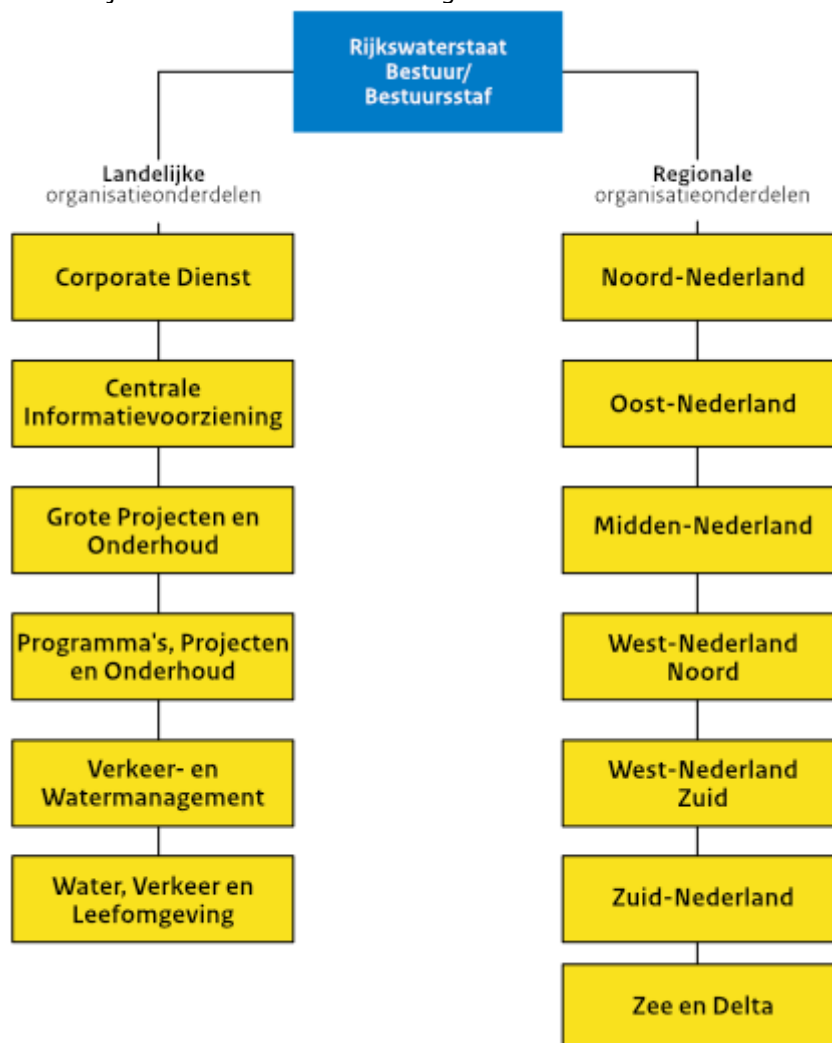 Rijkswaterstaat
Bestuur/
Bestuursstaf
Landelijke
organisatieonderdelen
Corporate Dienst
Centrale
Informatievoorziening
Grote Projecten en
Onderhoud
Programma's, Projecten
en Onderhoud
Verkeer- en
Watermanagement
Water, Verkeer en
Leefomgeving
Regionale
organisatieonderdelen
Noord-Nederland
Oost-Nederland
Midden-Nederland
West-Nederland
Noord
West-Nederland
Zuid
Zuid-Nederland
Zee en Delta